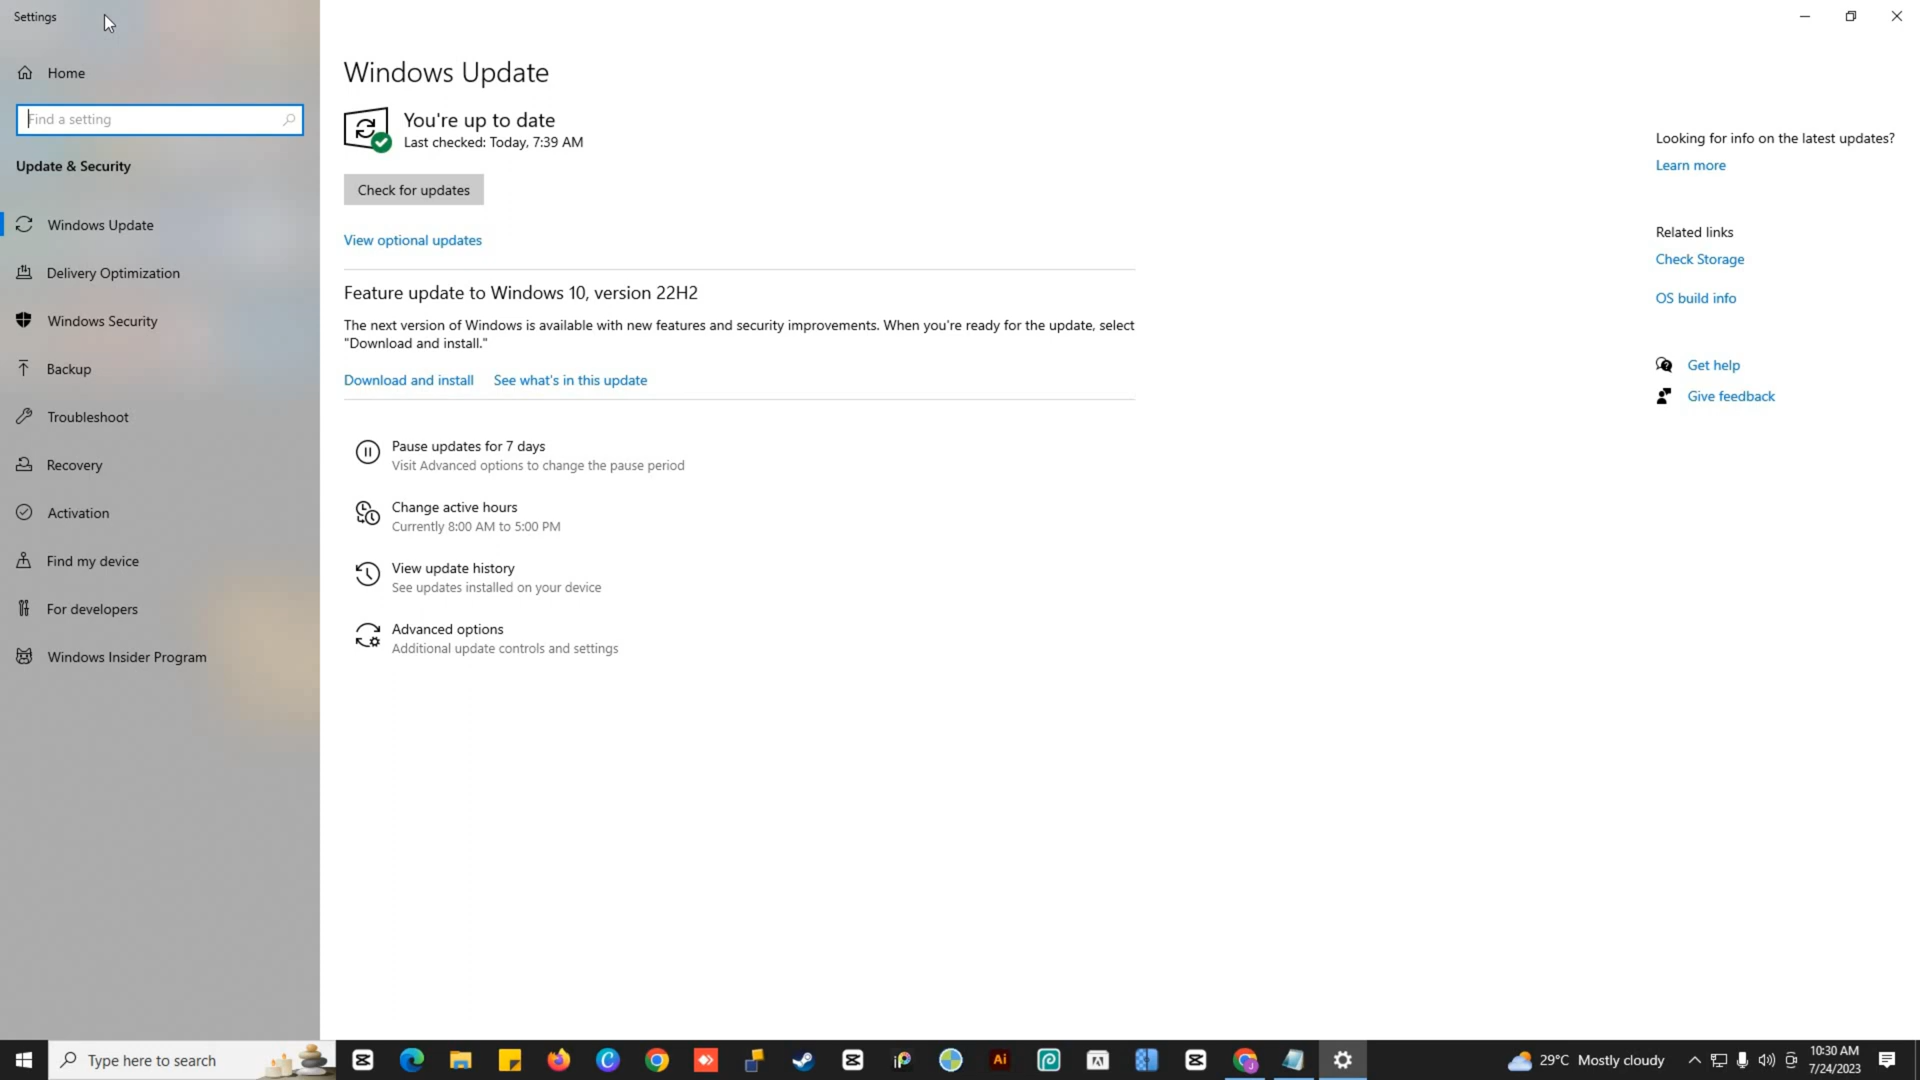 Settings
Home
Find a setting
Update & Security
Windows Update
Delivery Optimization
Windows Security
Backup
Troubleshoot
Recovery
Activation
Find my device
For developers
Windows Insider Program
Windows Update
You're up to date
Last checked: Today, 7:39 AM
Check for updates
View optional updates
Feature update to Windows 10, version 22H2
The next version of Windows is available with new features and security improvements. When you're ready for the update, select
"Download and install."
Download and install See what's in this update
Pause updates for 7 days
Visit Advanced options to change the pause period
Change active hours
Currently 8:00 AM to 5:00 PM
View update history
See updates installed on your device
Advanced options
Additional update controls and settings
Looking for info on the latest updates?
Learn more
Related links
Check Storage
OS build info
Get help
Give feedback
Type here to search
Ai
29°C Mostly cloudy
10:30 AM
7/24/2023